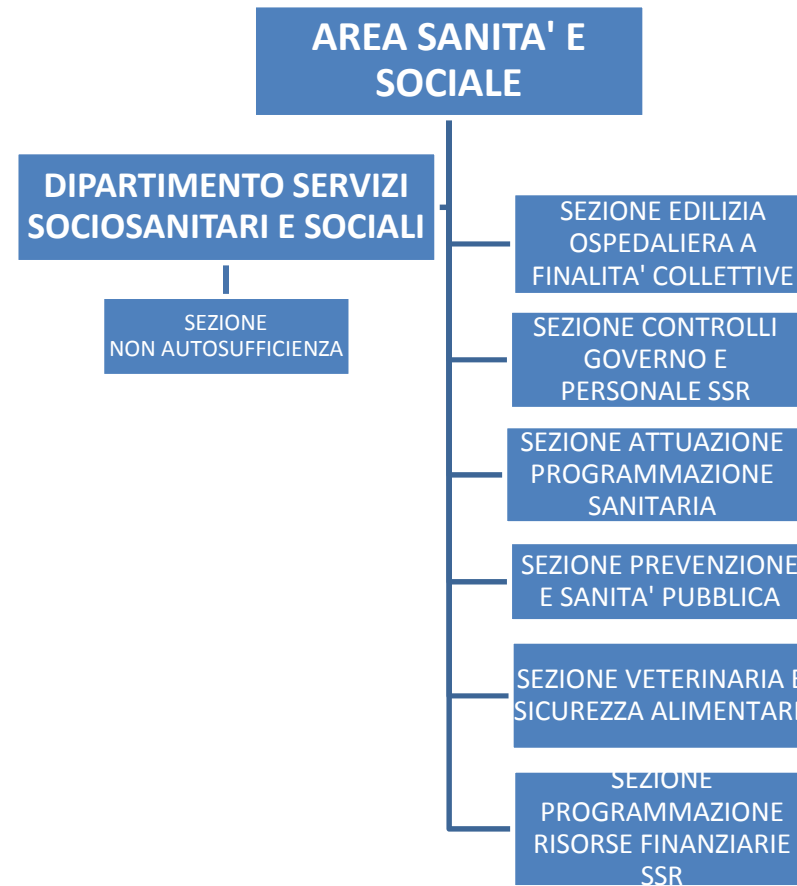 AREA SANITA' E
SOCIALE
DIPARTIMENTO SERVIZI
SOCIOSANITARI E SOCIALI
SEZIONE
NON AUTOSUFFICIENZA
SEZIONE EDILIZIA
OSPEDALIERA A
FINALITA' COLLETTIVE
SEZIONE CONTROLLI
GOVERNO E
PERSONALE SSR
SEZIONE ATTUAZIONE
PROGRAMMAZIONE
SANITARIA
SEZIONE PREVENZIONE
E SANITA' PUBBLICA
SEZIONE VETERINARIA E
SICUREZZA ALIMENTARE
SEZIONE
PROGRAMMAZIONE
RISORSE FINANZIARIE
SSR